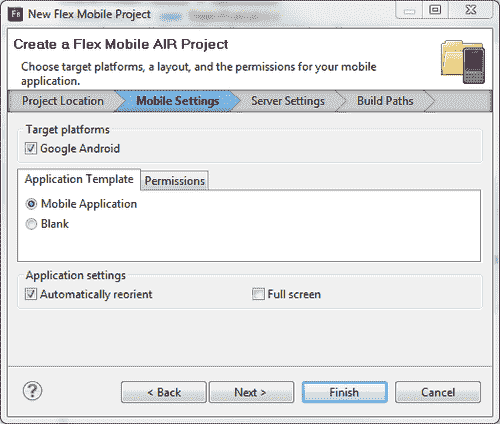 FB New Flex Mobile Project
Create a Flex Mobile AIR Project
Choose target platforms, a layout, and the permissions for your mobile
application.
Project Location Mobile Settings Server Settings Build Paths
Target platforms
Google Android
Application Template Permissions
Mobile Application
Blank
Application settings
Automatically reorient Full screen
? < Back Next > Finish Cancel